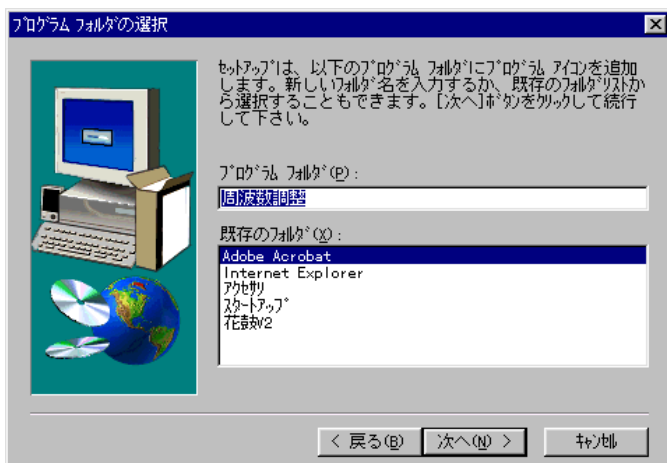 ﾌﾟﾛｸﾞﾗﾑ ﾌｫﾙﾀﾞの選択
ｾｯﾄｱｯﾌﾟは、以下のﾌﾟﾛｸﾞﾗﾑ ﾌｫﾙﾀﾞにﾌﾟﾛｸﾞﾗﾑ ｱｲｺﾝを追加
します。新しいﾌｫﾙﾀﾞ名を入力するか、既存のﾌｫﾙﾀﾞﾘｽﾄか
ら選択することもできます。[次へ]ﾎﾞﾀﾝをｸﾘｯｸして続行
して下さい。
ﾌﾟﾛｸﾞﾗﾑ ﾌｫﾙﾀﾞ(P):
周波数調整
既存のﾌｫﾙﾀﾞ(X):
Adobe Acrobat
Internet Explorer
ｱｸｾｻﾘ
ｽﾀｰﾄｱｯﾌﾟ
花鼓V2
< 戻る(B) 次へ(N) > ｷｬﾝｾﾙ